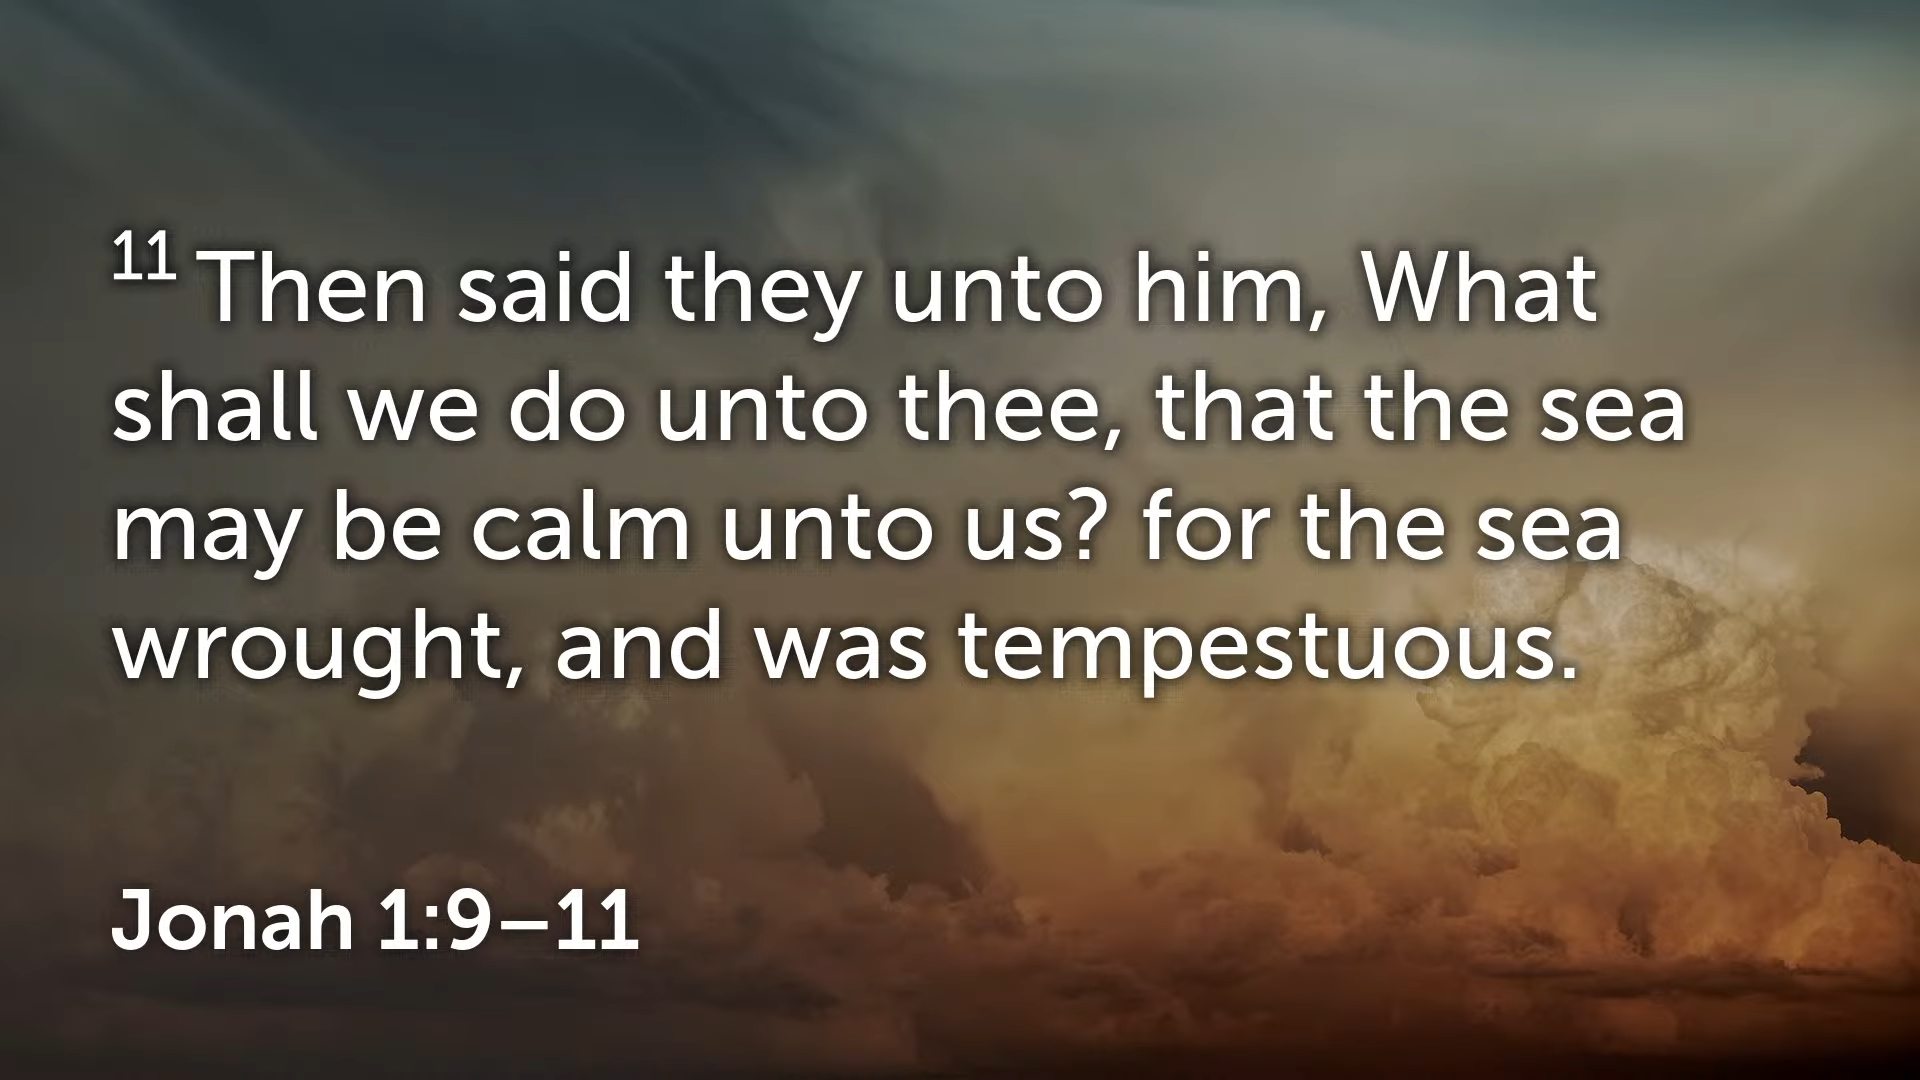 11 Then said they unto him, What
shall we do unto thee, that the sea
may be calm unto us? for the sea
wrought, and was tempestuous.
Jonah 1:9–11